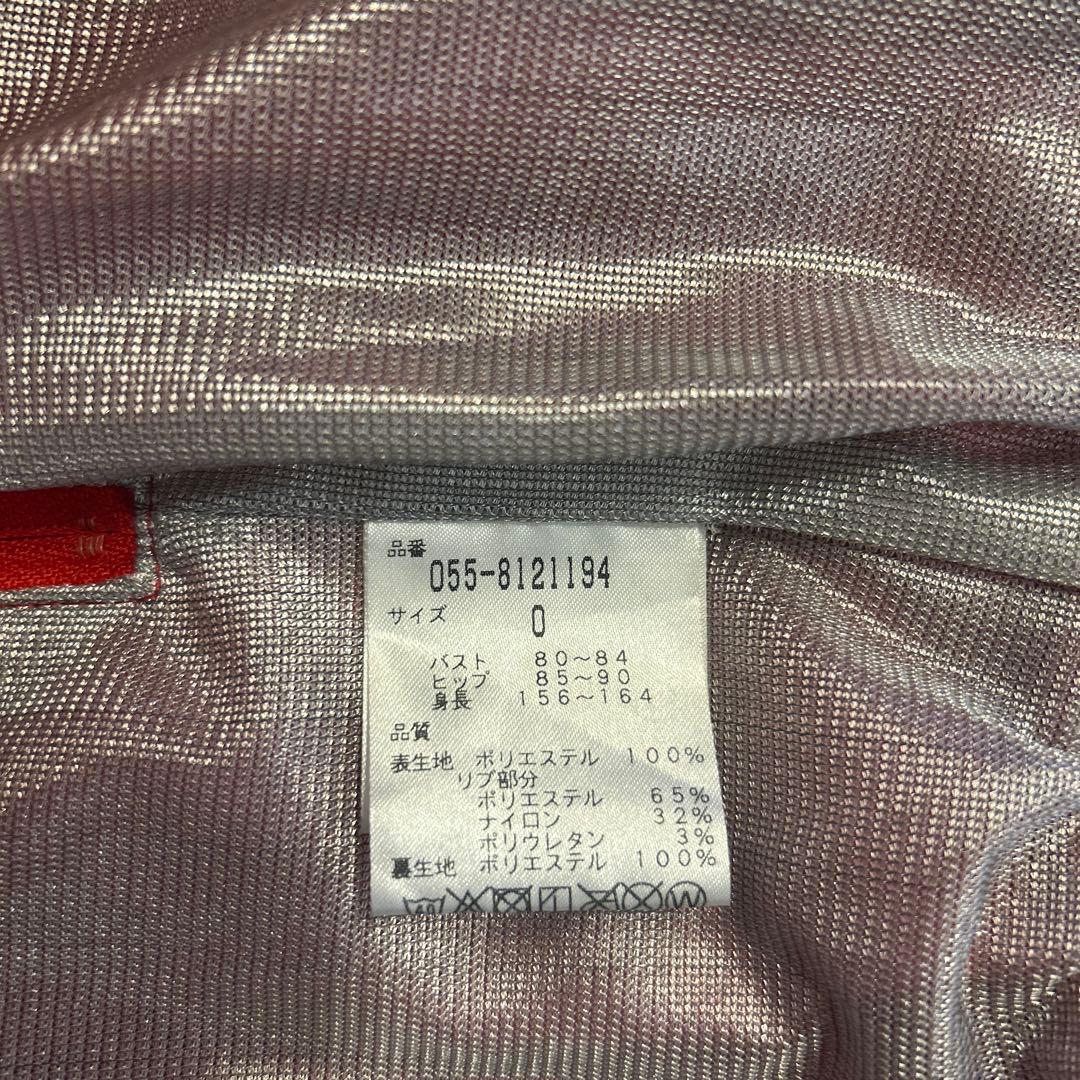 品番
055-8121194
サイズ 0
バスト 80~84
ヒップ 85~90
身長 156~164
品質
表生地 ポリエステル 100%
リブ部分
ポリエステル 65%
ナイロン 32%
ポリウレタン 3%
裏生地 ポリエステル 100%
40 W